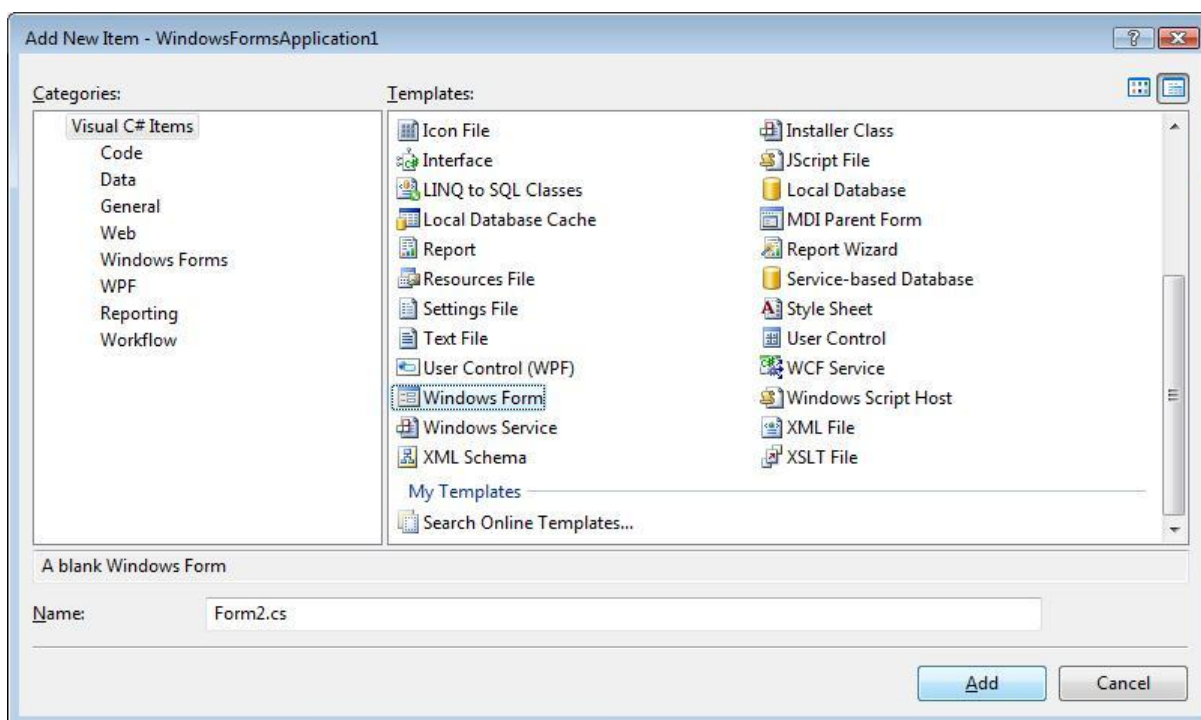 Add New Item - WindowsFormsApplication1
Categories:
Templates:
Visual C# Items
Code
Data
General
Web
Windows Forms
WPF
Reporting
Workflow
Icon File
Interface
LINQ to SQL Classes
Local Database Cache
Report
Resources File
Settings File
Text File
User Control (WPF)
Windows Form
Windows Service
XML Schema
Installer Class
JScript File
Local Database
MDI Parent Form
Report Wizard
Service-based Database
Style Sheet
User Control
WCF Service
Windows Script Host
XML File
XSLT File
My Templates
Search Online Templates...
A blank Windows Form
Name:
Form2.cs
Add
Cancel